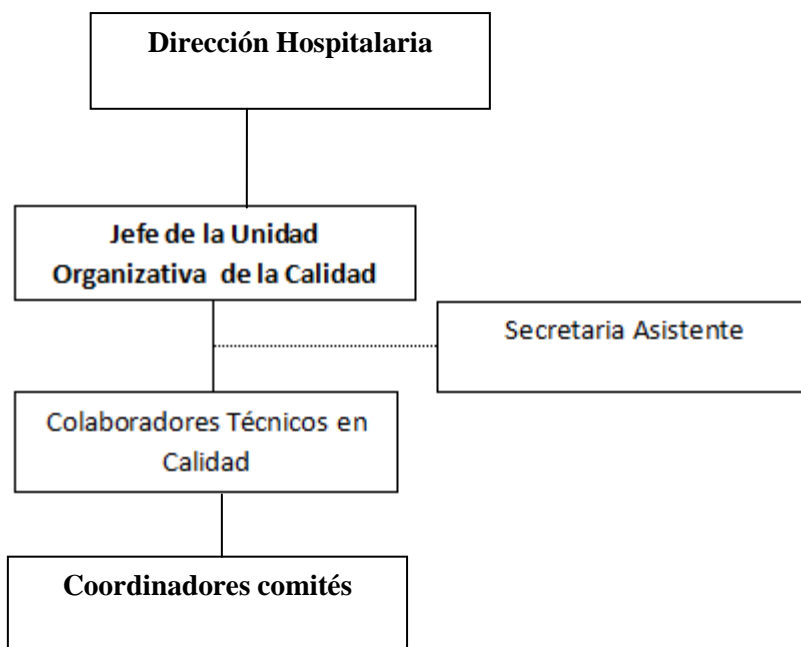 Dirección Hospitalaria
Jefe de la Unidad
Organizativa de la Calidad
Secretaria Asistente
Colaboradores Técnicos en
Calidad
Coordinadores comités